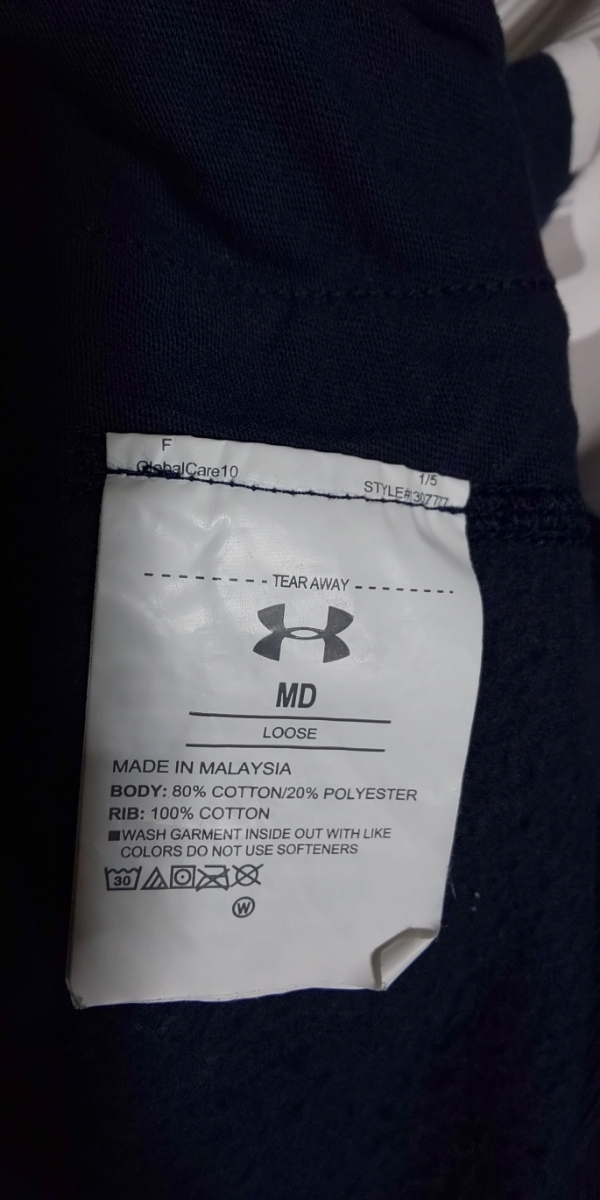 F
GlobalCare10
1/5
STYLE#:
TEAR AWAY
MD
LOOSE
MADE IN MALAYSIA
BODY: 80% COTTON/20% POLYESTER
RIB: 100% COTTON
■WASH GARMENT INSIDE OUT WITH LIKE
COLORS DO NOT USE SOFTENERS
30
W